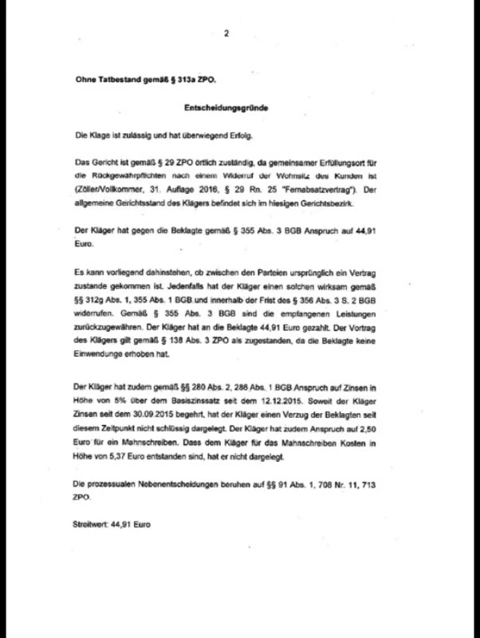 2
Ohne Tatbestand gemäß § 313a ZPO.
Entscheidungsgründe
Die Klage ist zulässig und hat überwiegend Erfolg.
Das Gericht ist gemäß § 29 ZPO örtlich zuständig, da gemeinsamer Erfüllungsort für
die Rückgewährpflichten nach einem Widerruf der Wohnsitz des Kunden ist
(Zöller/Vollkommer, 31. Auflage 2016, § 29 Rn. 25 "Fernabsatzvertrag"). Der
allgemeine Gerichtsstand des Klägers befindet sich im hiesigen Gerichtsbezirk.
Der Kläger hat gegen die Beklagte gemäß § 355 Abs. 3 BGB Anspruch auf 44,91
Euro.
Es kann vorliegend dahinstehen, ob zwischen den Parteien ursprünglich ein Vertrag
zustande gekommen ist. Jedenfalls hat der Kläger einen solchen wirksam gemäß
§§ 312g Abs. 1, 355 Abs. 1 BGB und innerhalb der Frist des § 356 Abs. 3 S. 2 BGB
widerrufen. Gemäß § 355 Abs. 3 BGB sind die empfangenen Leistungen
zurückzugewähren. Der Kläger hat an die Beklagte 44,91 Euro gezahlt. Der Vortrag
des Klägers gilt gemäß § 138 Abs. 3 ZPO als zugestanden, da die Beklagte keine
Einwendunge erhoben hat.
Der Kläger hat zudem gemäß §§ 280 Abs. 2, 286 Abs. 1 BGB Anspruch auf Zinsen in
Höhe von 5% über dem Basiszinssatz seit dem 12.12.2015. Soweit der Kläger
Zinsen seit dem 30.09.2015 begehrt, hat der Kläger einen Verzug der Beklagten seit
diesem Zeitpunkt nicht schlüssig dargelegt. Der Kläger hat zudem Anspruch auf 2,50
Euro für ein Mahnschreiben. Dass dem Kläger für das Mahnschreiben Kosten in
Höhe von 5,37 Euro entstanden sind, hat er nicht dargelegt.
Die prozessualen Nebenentscheidungen beruhen auf §§ 91 Abs. 1, 708 Nr. 11, 713
ZPO.
Streitwert: 44,91 Euro